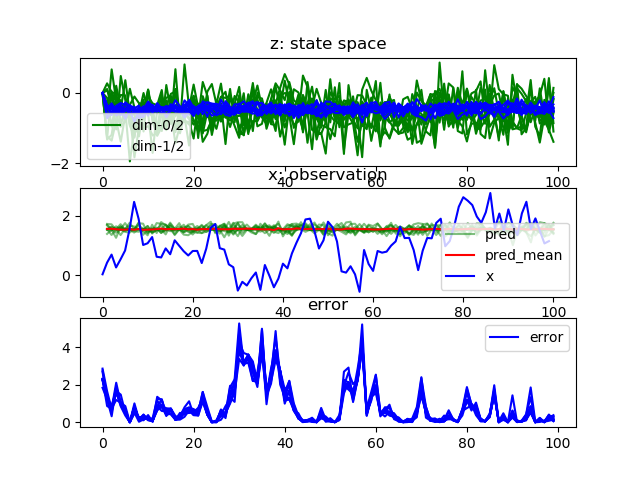 z: state space
0
−2
dim-0/2
dim-1/2
0 20 40 60 80 100
x: observation
2
0
pred
pred_mean
x
0 20 40 60 80 100
error
4
2
0
error
0 20 40 60 80 100